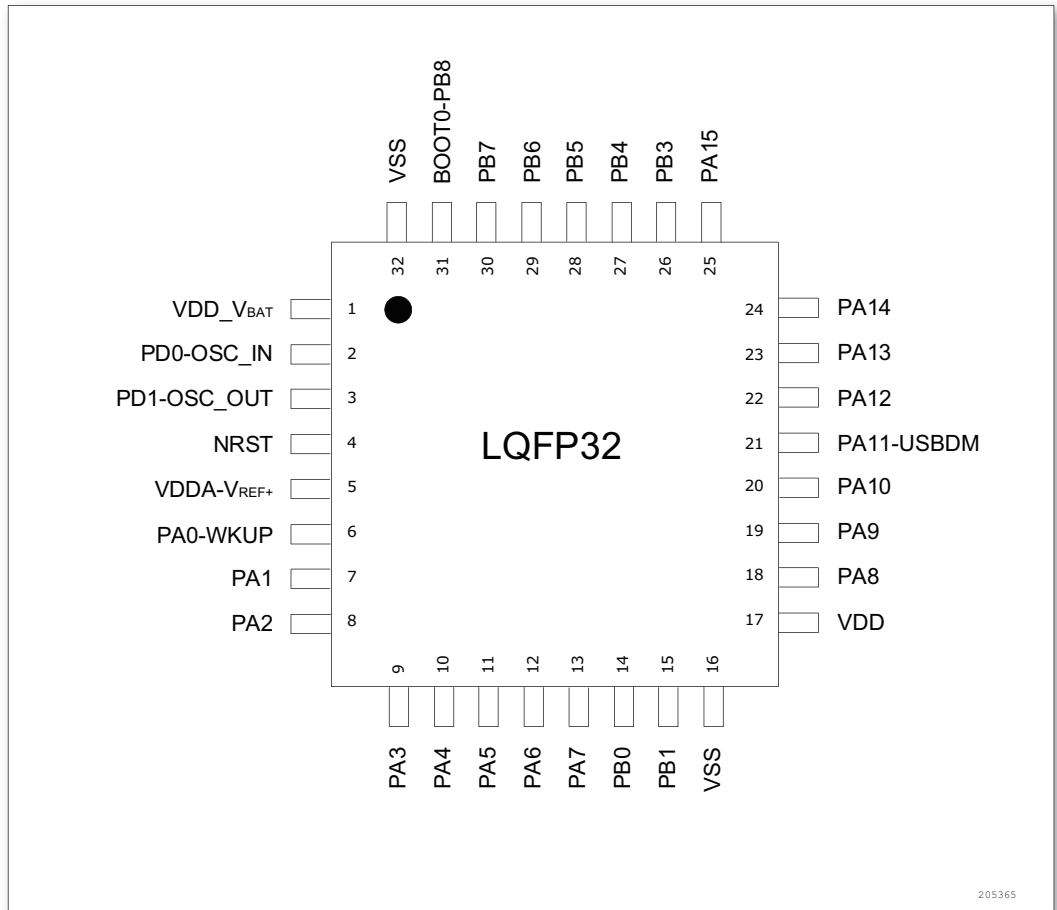 VSS
BOOT0-PB8
PB7
PB6
PB5
PB4
PB3
PA15
32
31
30
29
28
27
26
25
VDD_VBAT
1
PD0-OSC_IN
2
PD1-OSC_OUT
3
NRST
4
VDDA-VREF+
5
PA0-WKUP
6
PA1
7
PA2
8
LQFP32
24
PA14
23
PA13
22
PA12
21
PA11-USBDM
20
PA10
19
PA9
18
PA8
17
VDD
9
10
11
12
13
14
15
16
PA3
PA4
PA5
PA6
PA7
PB0
PB1
VSS
205365